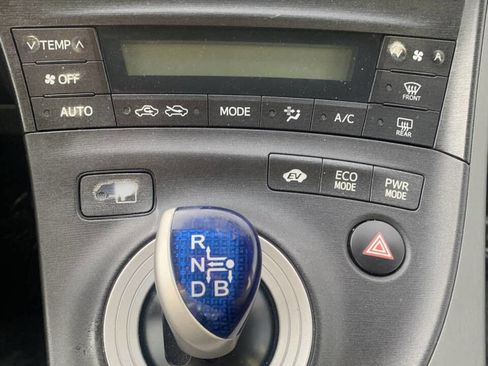 TEMP
OFF
AUTO
MODE
A/C
A
FRONT
REAR
EV
ECO
MODE
PWR
MODE
R
N
D B